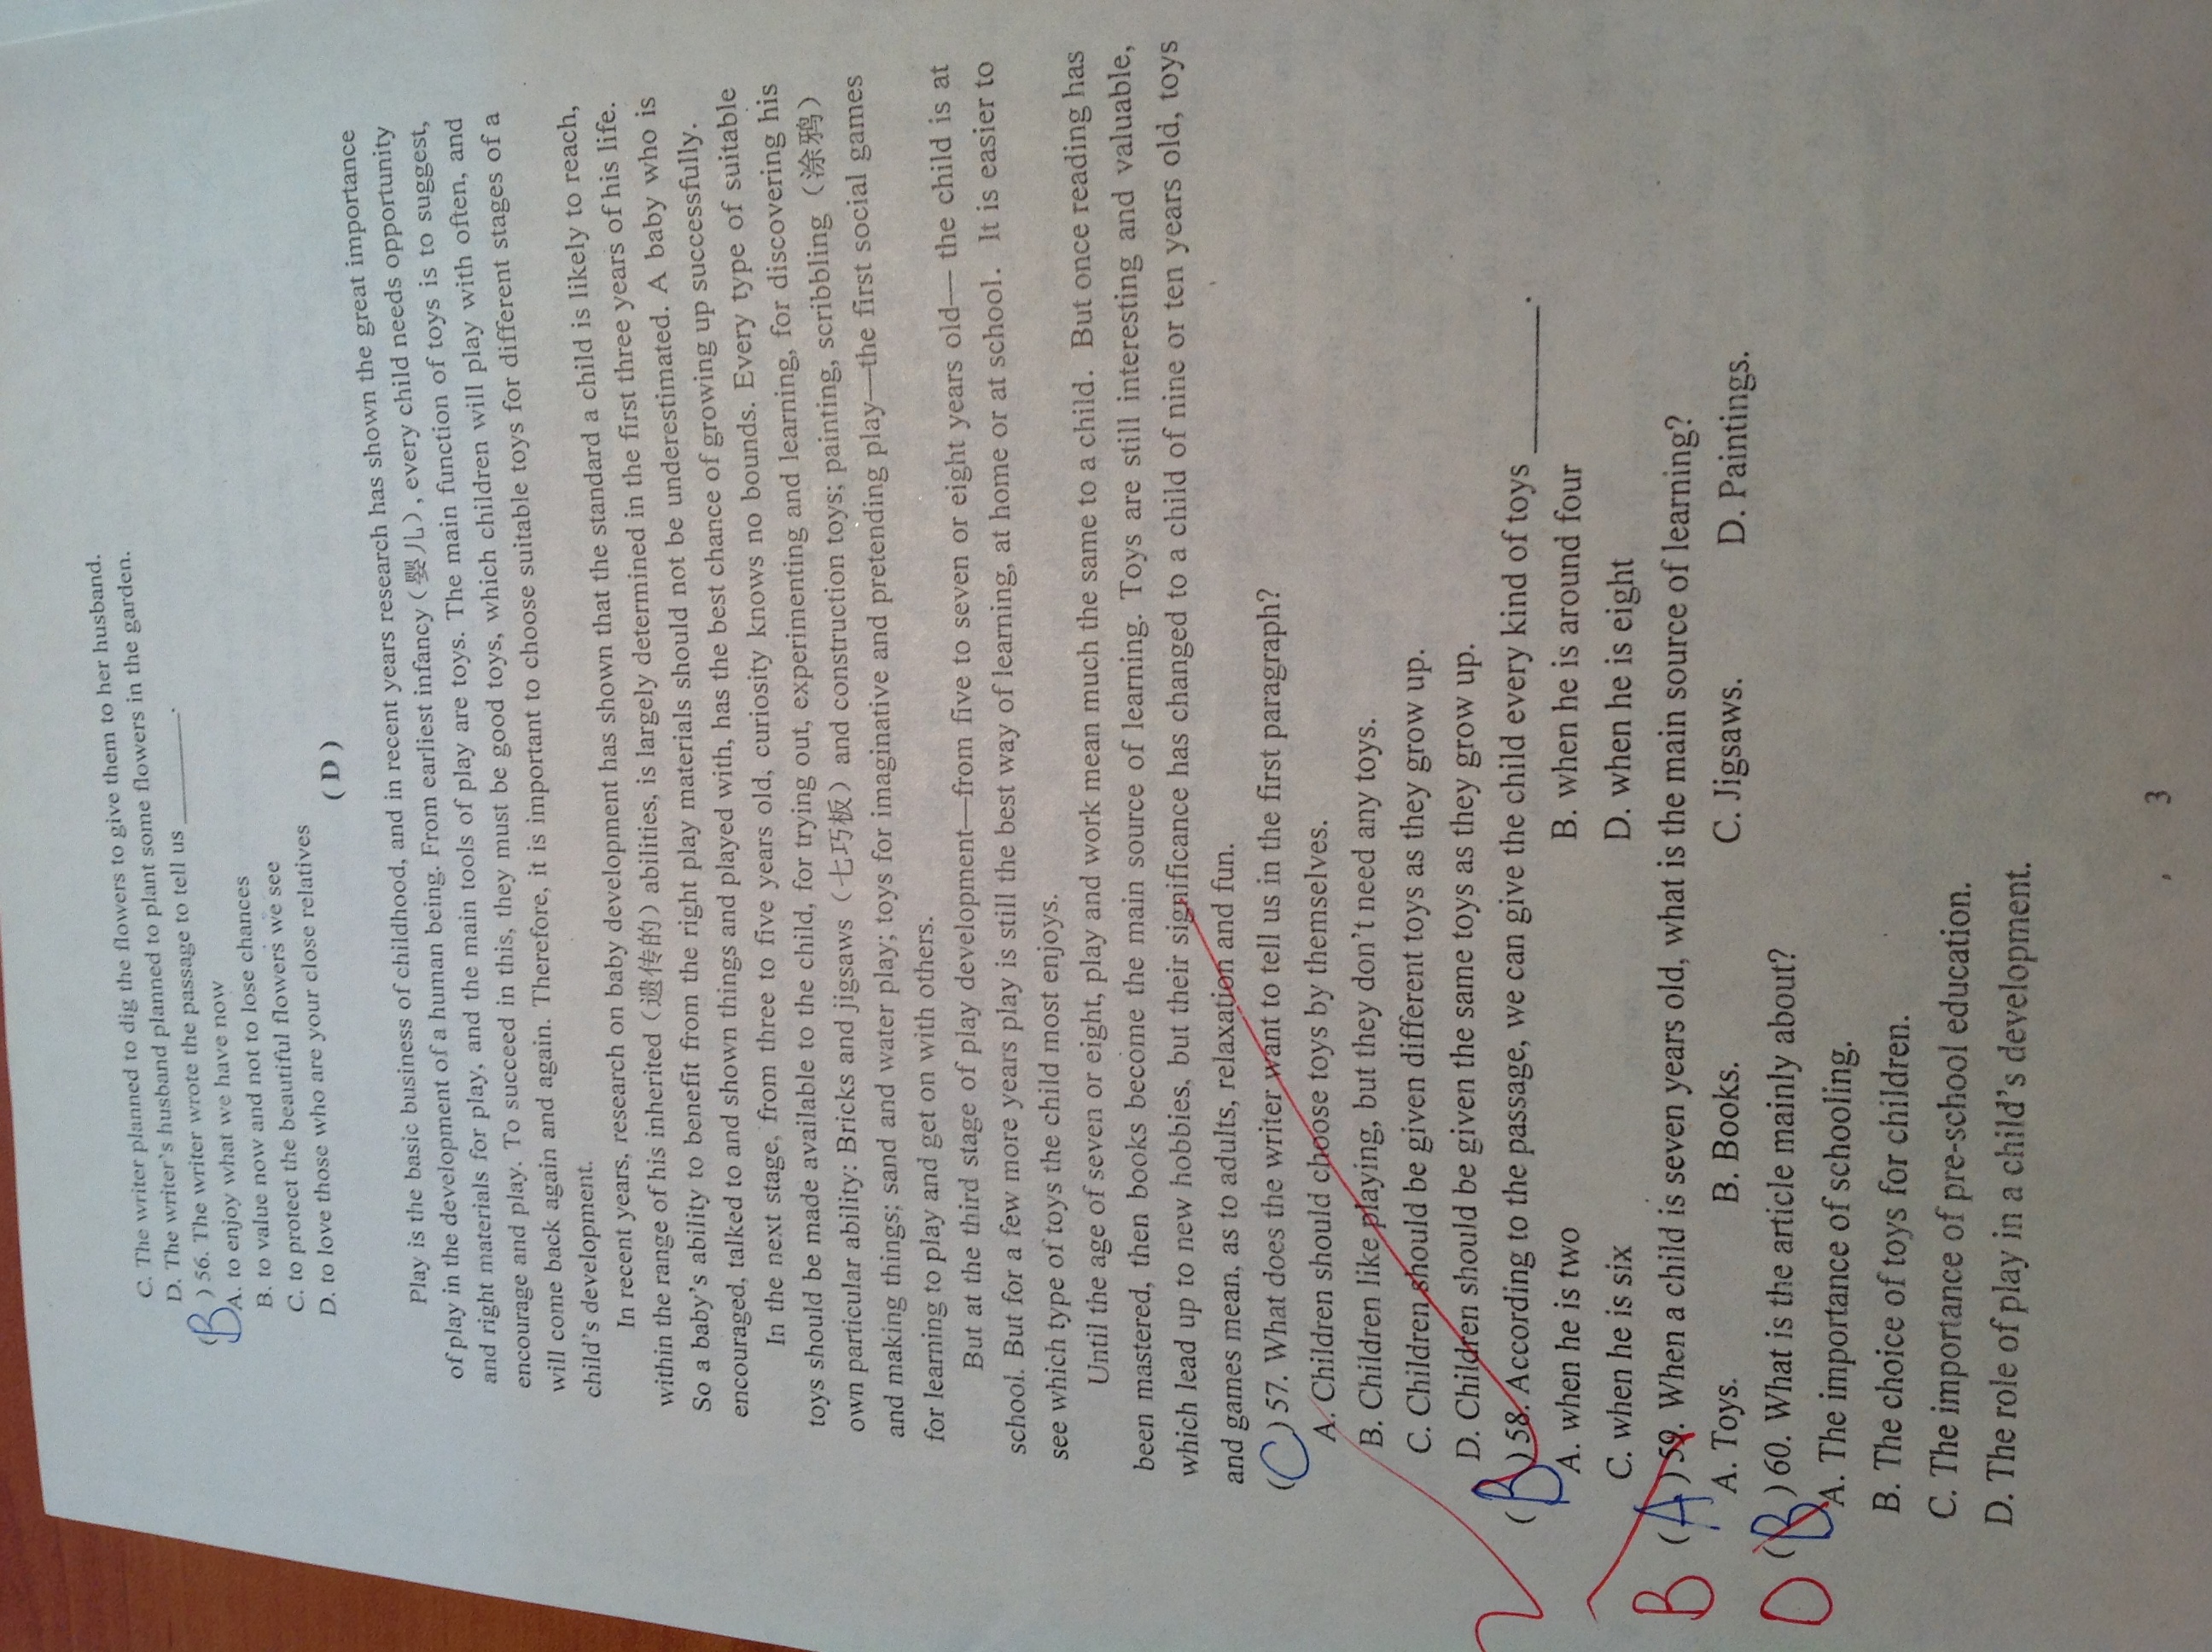 C. The writer planned to dig the flowers to give them to her husband.
D. The writer's husband planned to plant some flowers in the garden.
(B) 56. The writer wrote the passage to tell us ________.
A. to enjoy what we have now
B. to value now and not to lose chances
C. to protect the beautiful flowers we see
D. to love those who are your close relatives
( D )
Play is the basic business of childhood, and in recent years research has shown the great importance
of play in the development of a human being. From earliest infancy (婴儿), every child needs opportunity
and right materials for play, and the main tools of play are toys. The main function of toys is to suggest,
encourage and play. To succeed in this, they must be good toys, which children will play with often, and
will come back again and again. Therefore, it is important to choose suitable toys for different stages of a
child's development.
In recent years, research on baby development has shown that the standard a child is likely to reach,
within the range of his inherited (遗传的) abilities, is largely determined in the first three years of his life.
So a baby's ability to benefit from the right play materials should not be underestimated. A baby who is
encouraged, talked to and shown things and played with, has the best chance of growing up successfully.
In the next stage, from three to five years old, curiosity knows no bounds. Every type of suitable
toys should be made available to the child, for trying out, experimenting and learning, for discovering his
own particular ability: Bricks and jigsaws (七巧板) and construction toys; painting, scribbling (涂鸦)
and making things; sand and water play; toys for imaginative and pretending play—the first social games
for learning to play and get on with others.
But at the third stage of play development—from five to seven or eight years old— the child is at
school. But for a few more years play is still the best way of learning, at home or at school. It is easier to
see which type of toys the child most enjoys.
Until the age of seven or eight, play and work mean much the same to a child. But once reading has
been mastered, then books become the main source of learning. Toys are still interesting and valuable,
which lead up to new hobbies, but their significance has changed to a child of nine or ten years old, toys
and games mean, as to adults, relaxation and fun.
(C) 57. What does the writer want to tell us in the first paragraph?
A. Children should choose toys by themselves.
B. Children like playing, but they don't need any toys.
C. Children should be given different toys as they grow up.
D. Children should be given the same toys as they grow up.
(B) 58. According to the passage, we can give the child every kind of toys ________.
A. when he is two B. when he is around four
C. when he is six D. when he is eight
B (A) 59. When a child is seven years old, what is the main source of learning?
A. Toys. B. Books. C. Jigsaws. D. Paintings.
D (B) 60. What is the article mainly about?
A. The importance of schooling.
B. The choice of toys for children.
C. The importance of pre-school education.
D. The role of play in a child's development.
3